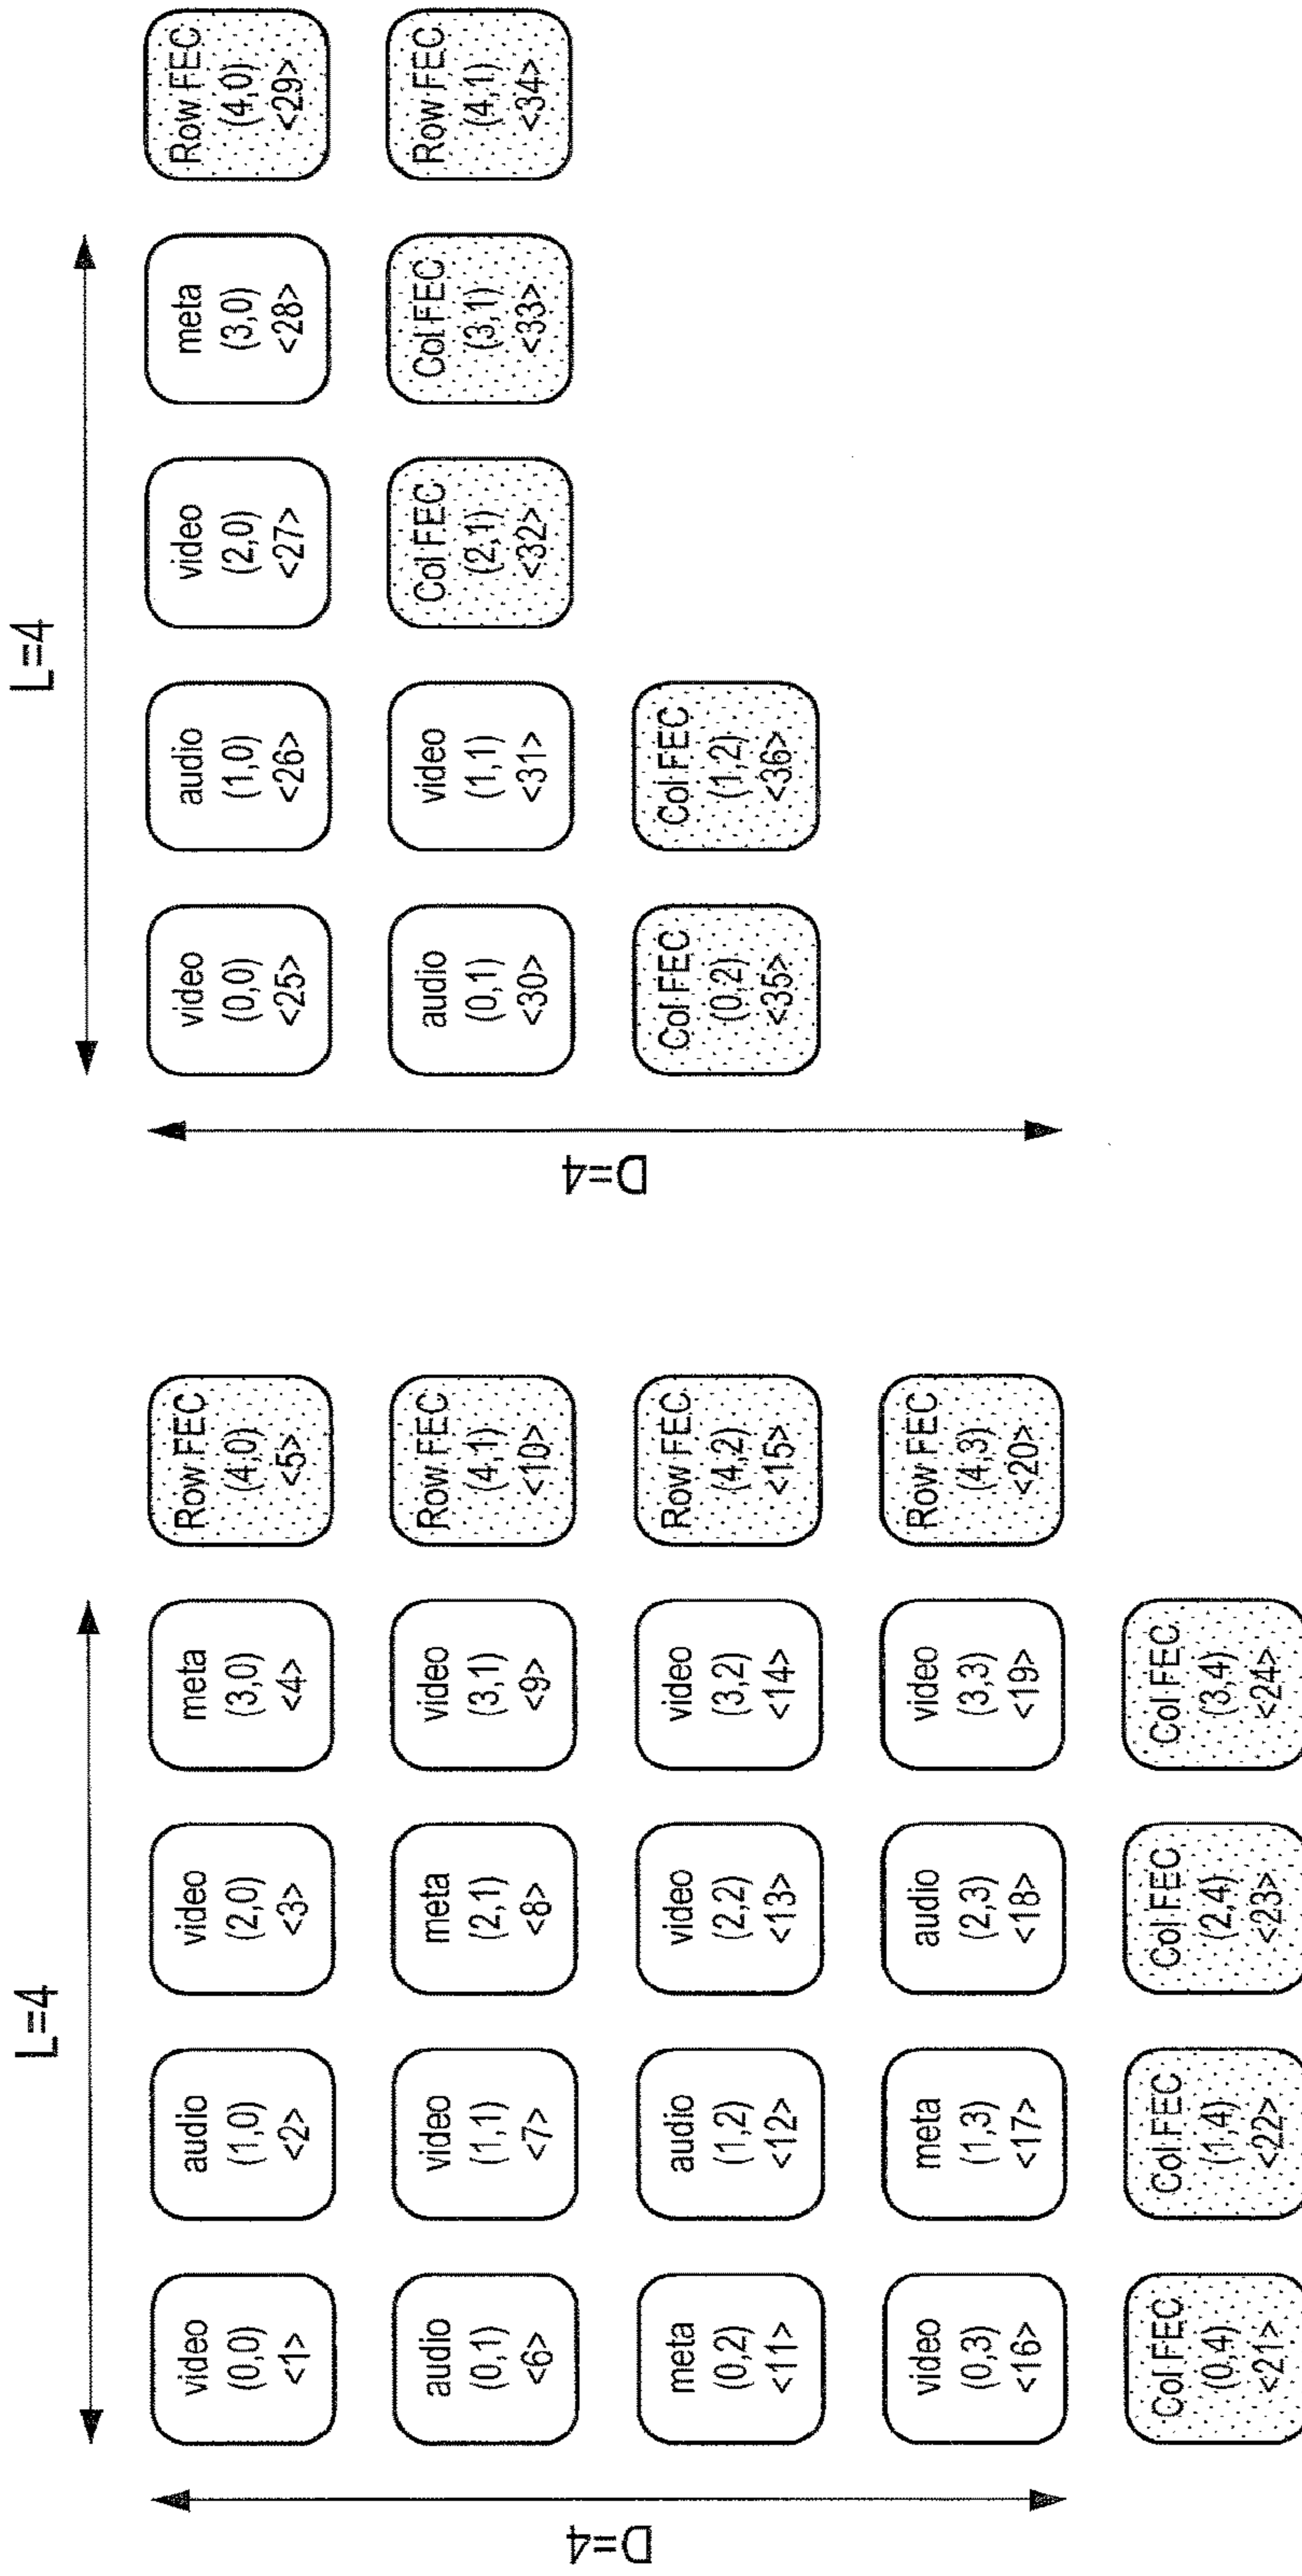 L=4
D=4
video
(0,0)
<1>
audio
(1,0)
<2>
video
(2,0)
<3>
meta
(3,0)
<4>
Row FEC
(4,0)
<5>
audio
(0,1)
<6>
video
(1,1)
<7>
meta
(2,1)
<8>
video
(3,1)
<9>
Row FEC
(4,1)
<10>
meta
(0,2)
<11>
audio
(1,2)
<12>
video
(2,2)
<13>
video
(3,2)
<14>
Row FEC
(4,2)
<15>
video
(0,3)
<16>
meta
(1,3)
<17>
audio
(2,3)
<18>
video
(3,3)
<19>
Row FEC
(4,3)
<20>
Col FEC
(0,4)
<21>
Col FEC
(1,4)
<22>
Col FEC
(2,4)
<23>
Col FEC
(3,4)
<24>
L=4
D=4
video
(0,0)
<25>
audio
(1,0)
<26>
video
(2,0)
<27>
meta
(3,0)
<28>
Row FEC
(4,0)
<29>
audio
(0,1)
<30>
video
(1,1)
<31>
Col FEC
(2,1)
<32>
Col FEC
(3,1)
<33>
Row FEC
(4,1)
<34>
Col FEC
(0,2)
<35>
Col FEC
(1,2)
<36>